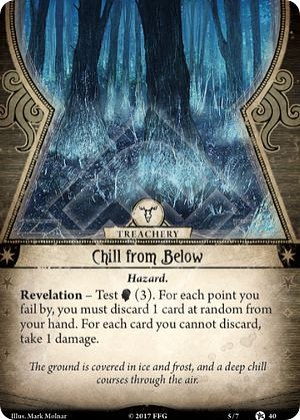 TREACHERY
Chill from Below
Hazard.
Revelation – Test (3). For each point you
fail by, you must discard 1 card at random from
your hand. For each card you cannot discard,
take 1 damage.
The ground is covered in ice and frost, and a deep chill
courses through the air.
Illus. Mark Molnar © 2017 FFG 5/7 40